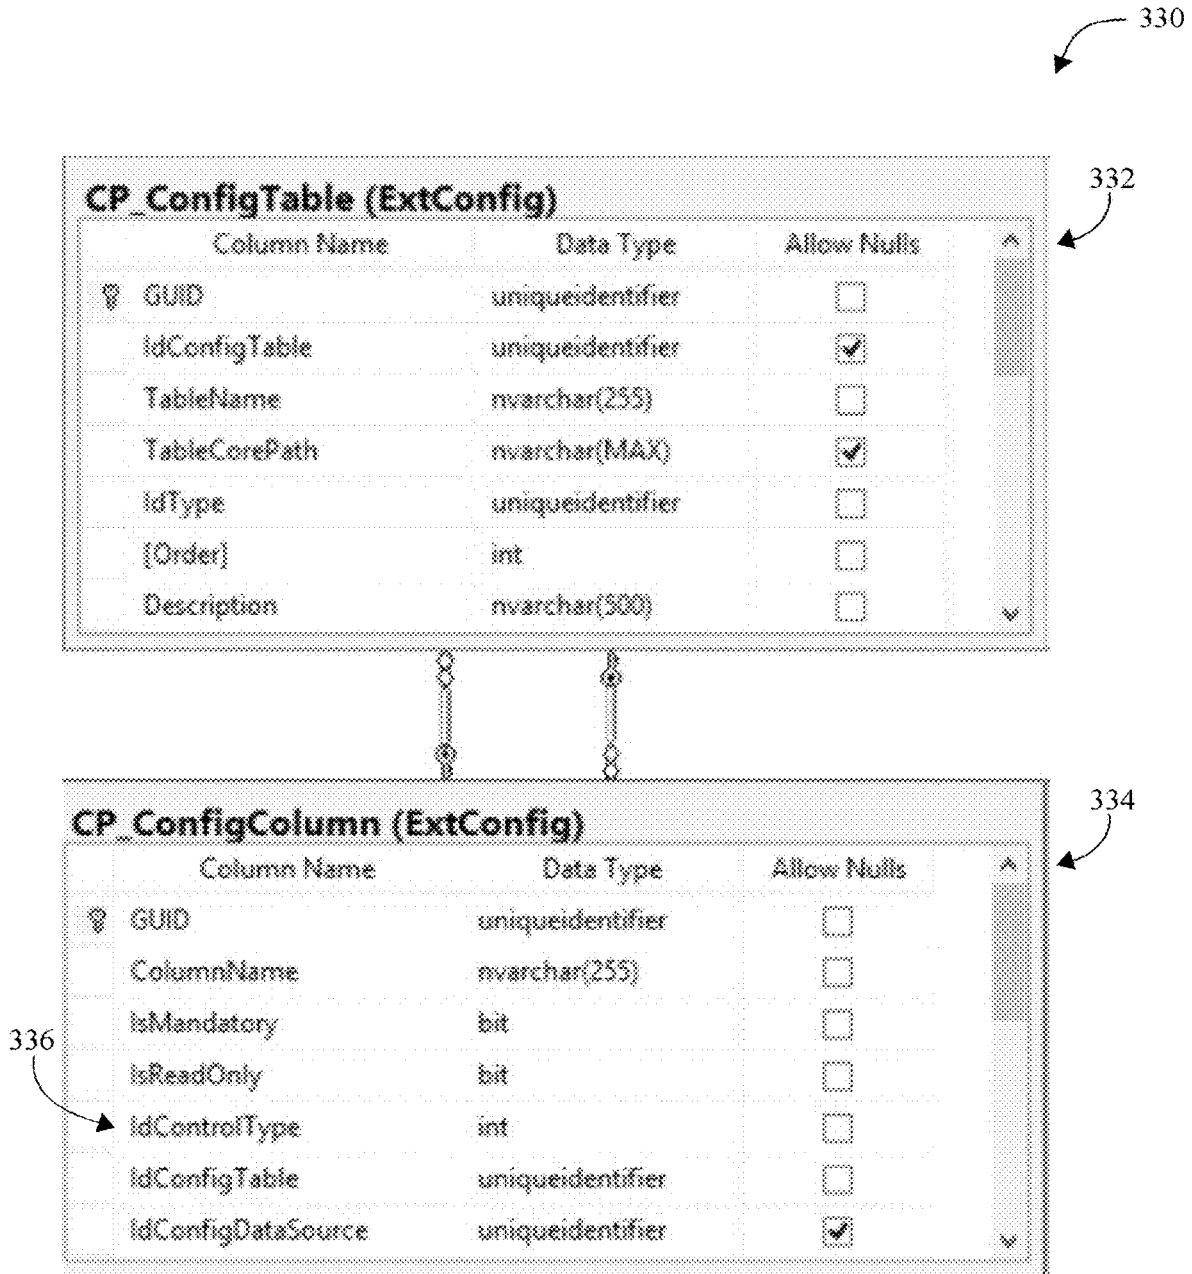 330
332
CP_ConfigTable (ExtConfig)
Column Name Data Type Allow Nulls
GUID uniqueidentifier
IdConfigTable uniqueidentifier
TableName nvarchar(255)
TableCorePath nvarchar(MAX)
IdType uniqueidentifier
[Order] int
Description nvarchar(500)
334
CP_ConfigColumn (ExtConfig)
Column Name Data Type Allow Nulls
GUID uniqueidentifier
ColumnName nvarchar(255)
IsMandatory bit
336
IsReadOnly bit
IdControlType int
IdConfigTable uniqueidentifier
IdConfigDataSource uniqueidentifier